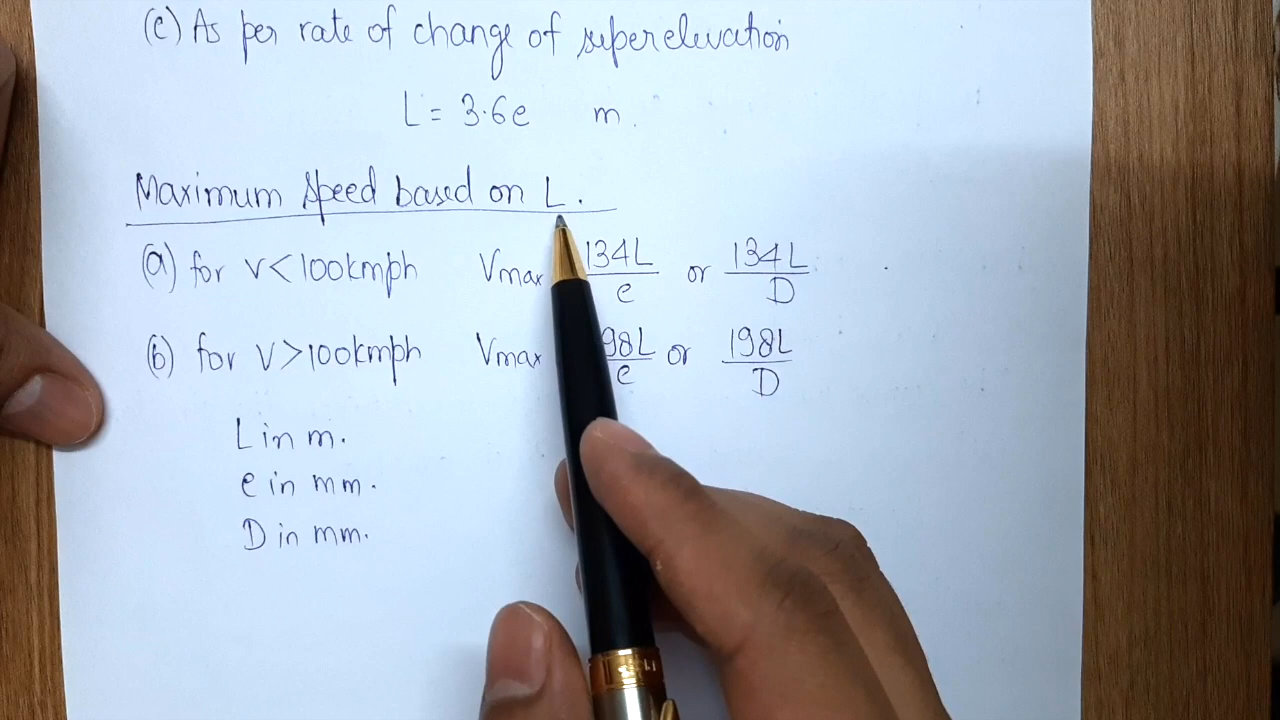 (c) As per rate of change of superelevation
L = 3.6e m.
Maximum speed based on L.
(a) for V<100kmph Vmax 134L/e or 134L/D
(b) for V>100kmph Vmax 98L/e or 198L/D
L in m.
e in mm.
D in mm.